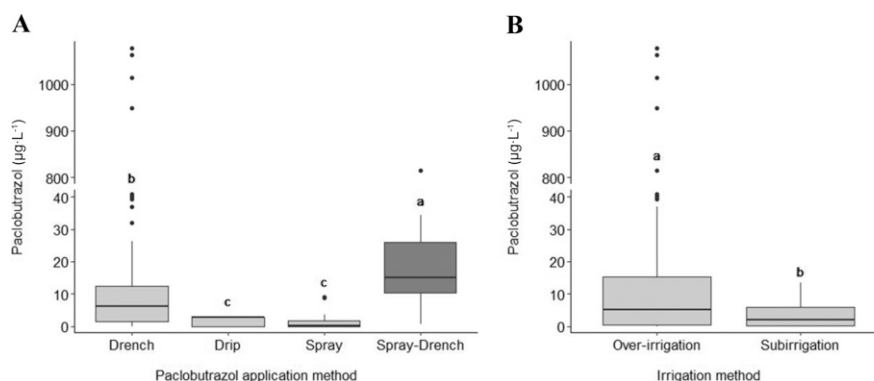 A
Paclobutrazol (µg·L⁻¹)
1000
900
800
40
30
20
10
0
b
c
c
a
Drench Drip Spray Spray-Drench
Paclobutrazol application method
B
Paclobutrazol (µg·L⁻¹)
1000
900
800
40
30
20
10
0
a
b
Over-irrigation Subirrigation
Irrigation method